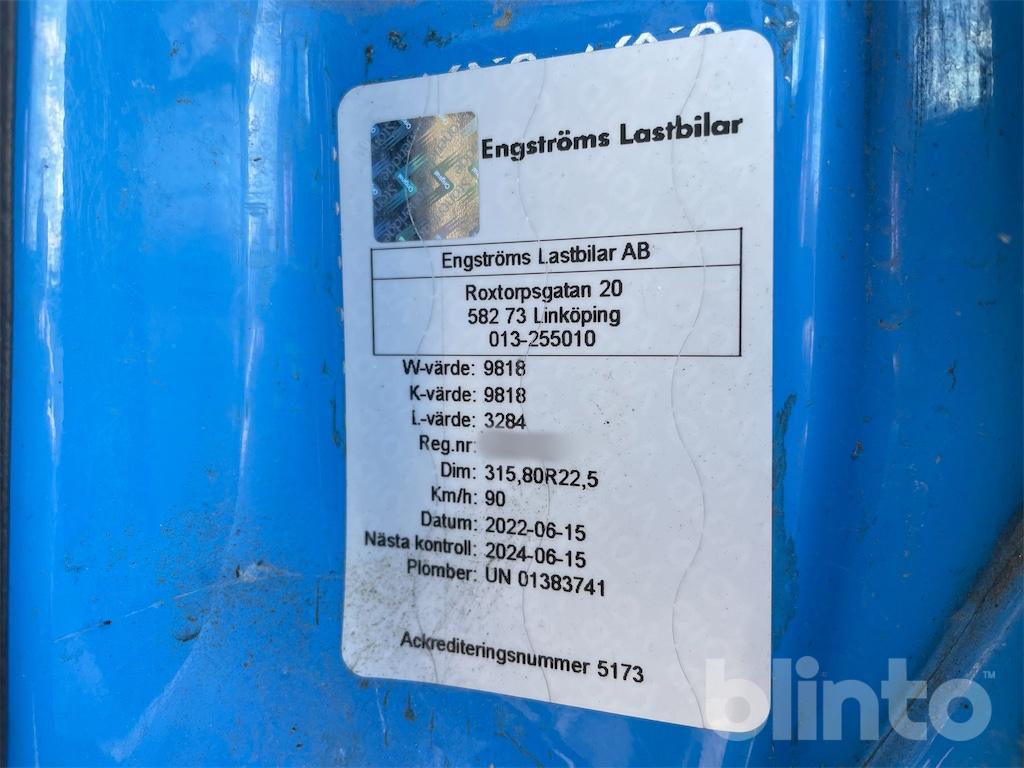 Engströms Lastbilar
Engströms Lastbilar AB
Roxtorpsgatan 20
582 73 Linköping
013-255010
W-värde: 9818
K-värde: 9818
L-värde: 3284
Reg.nr:
Dim: 315,80R22,5
Km/h: 90
Datum: 2022-06-15
Nästa kontroll: 2024-06-15
Plomber: UN 01383741
Ackrediteringsnummer 5173
blinto™